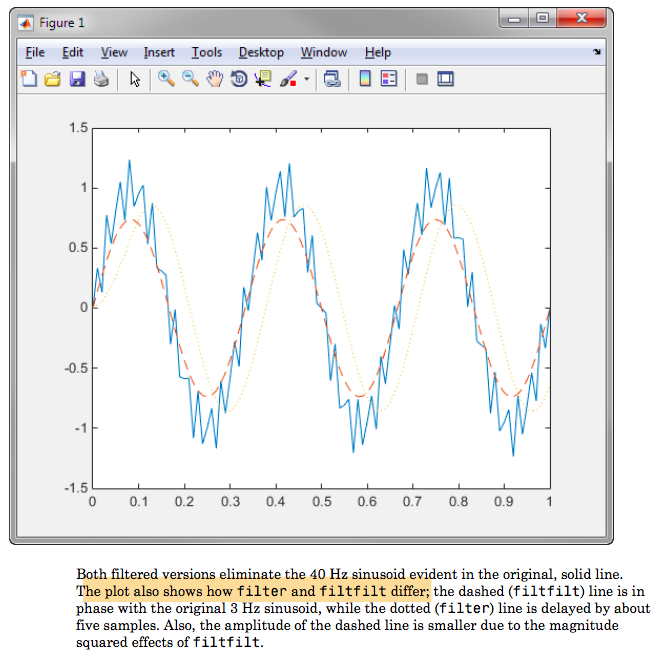 Figure 1
File Edit View Insert Tools Desktop Window Help
1.5
1
0.5
0
-0.5
-1
-1.5
0 0.1 0.2 0.3 0.4 0.5 0.6 0.7 0.8 0.9 1
Both filtered versions eliminate the 40 Hz sinusoid evident in the original, solid line.
The plot also shows how filter and filtfilt differ; the dashed (filtfilt) line is in
phase with the original 3 Hz sinusoid, while the dotted (filter) line is delayed by about
five samples. Also, the amplitude of the dashed line is smaller due to the magnitude
squared effects of filtfilt.